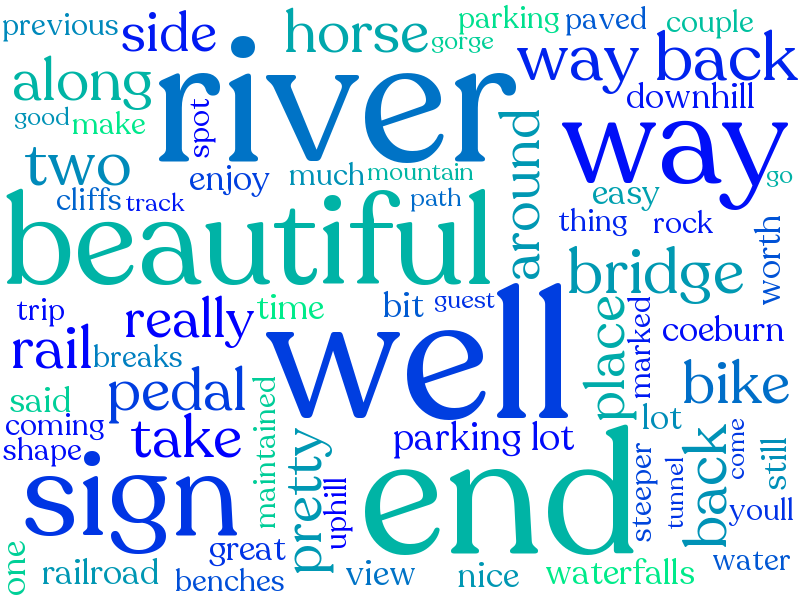 previous
side
horse
parking
paved
couple
gorge
way back
along
river
downhill
good
make
spot
way
two
enjoy
much
mountain
around
go
cliffs
track
path
easy
beautiful
thing
rock
worth
bridge
trip
really
time
bit
guest
well
place
marked
coeburn
rail
breaks
pedal
bike
said
maintained
lot
coming
take
parking lot
shape
pretty
end
back
come
still
sign
uphill
steeper
tunnel
youll
great
one
railroad
benches
view
nice
waterfalls
water